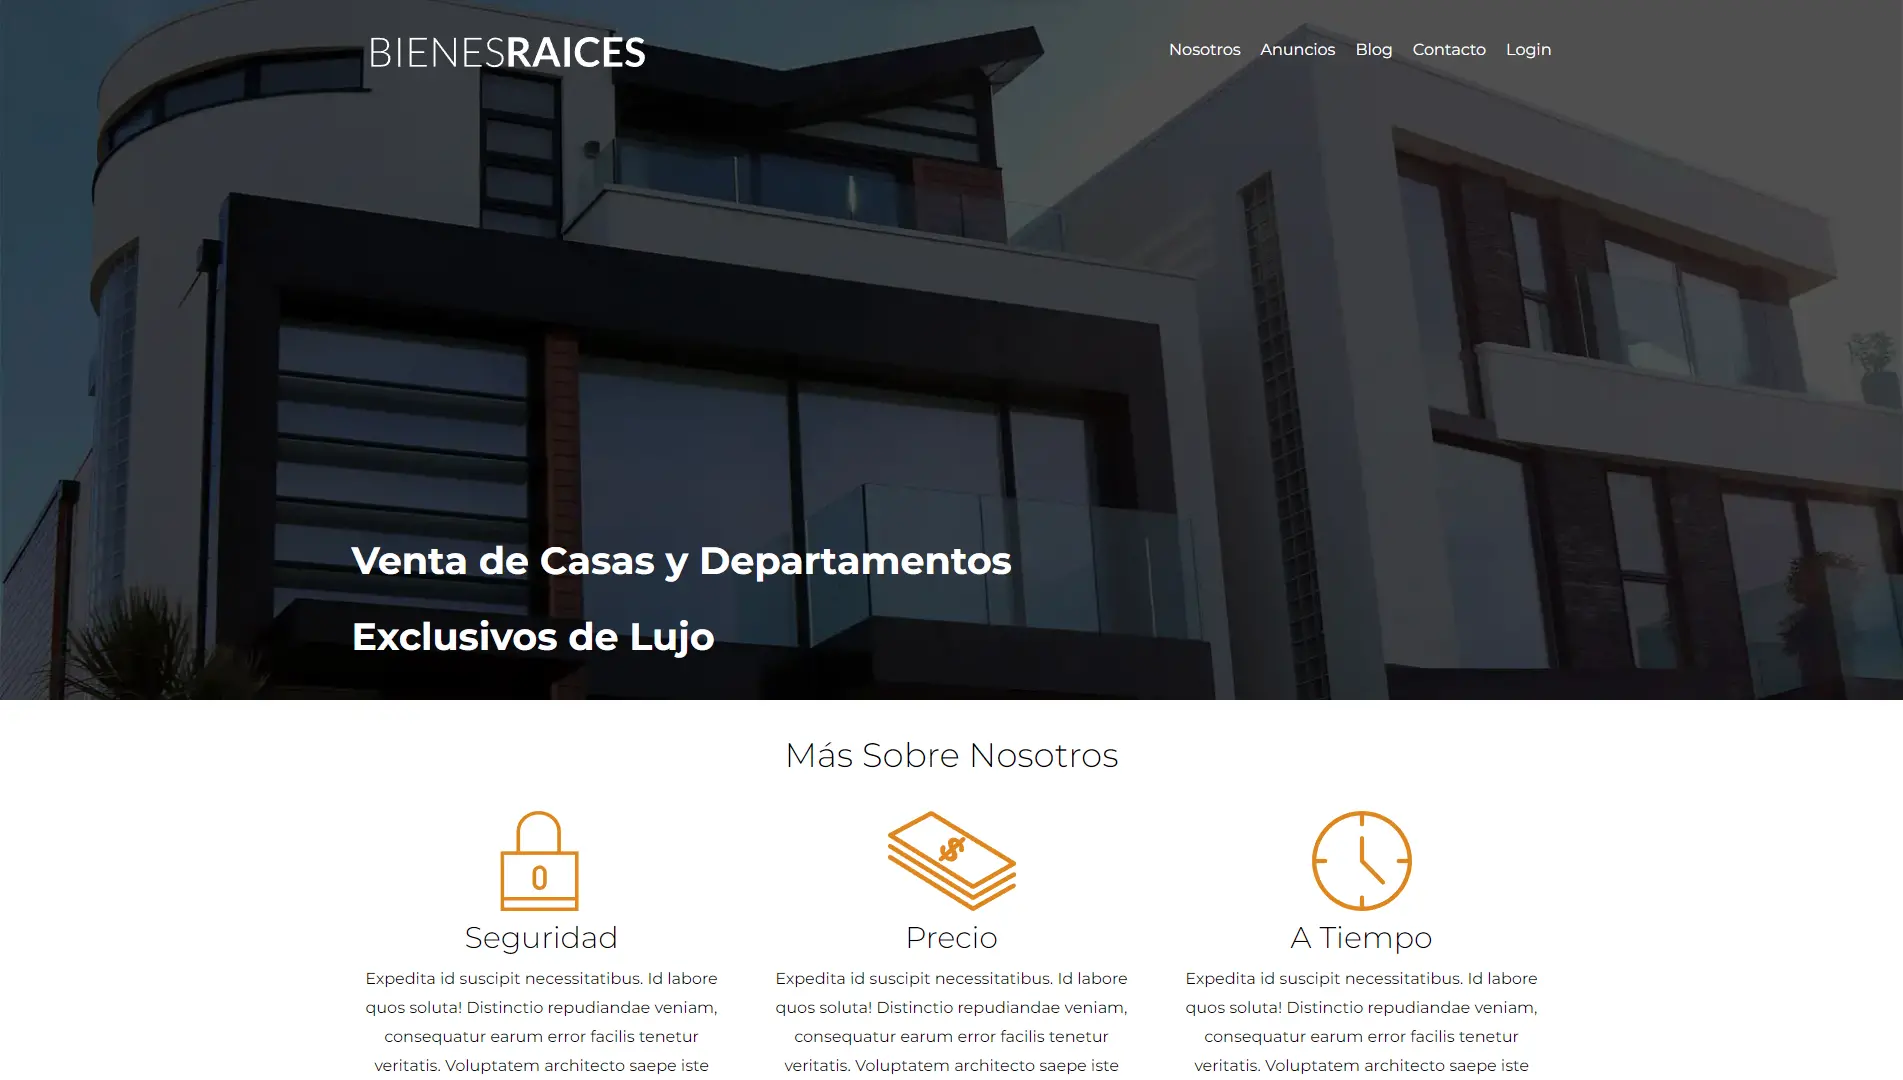 BIENESRAICES
Nosotros Anuncios Blog Contacto Login
Venta de Casas y Departamentos
Exclusivos de Lujo
Más Sobre Nosotros
Seguridad
Expedita id suscipit necessitatibus. Id labore
quos soluta! Distinctio repudiandae veniam,
consequatur earum error facilis tenetur
veritatis. Voluptatem architecto saepe iste
$
Precio
Expedita id suscipit necessitatibus. Id labore
quos soluta! Distinctio repudiandae veniam,
consequatur earum error facilis tenetur
veritatis. Voluptatem architecto saepe iste
A Tiempo
Expedita id suscipit necessitatibus. Id labore
quos soluta! Distinctio repudiandae veniam,
consequatur earum error facilis tenetur
veritatis. Voluptatem architecto saepe iste